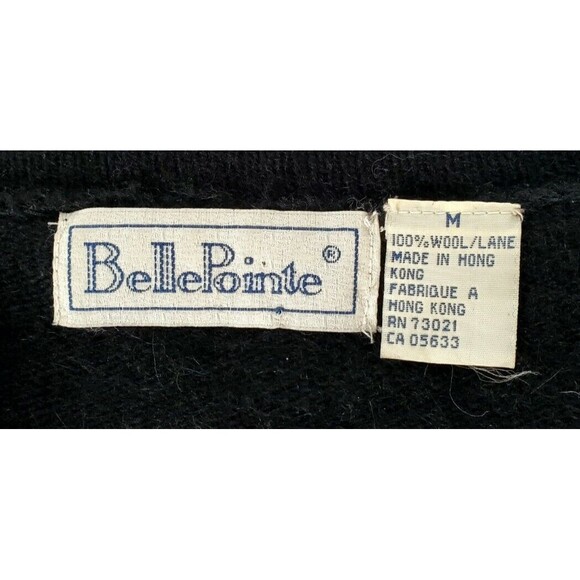 BellePointe®
M
100% WOOL/LANE
MADE IN HONG
KONG
FABRIQUE A
HONG KONG
RN 73021
CA 05633